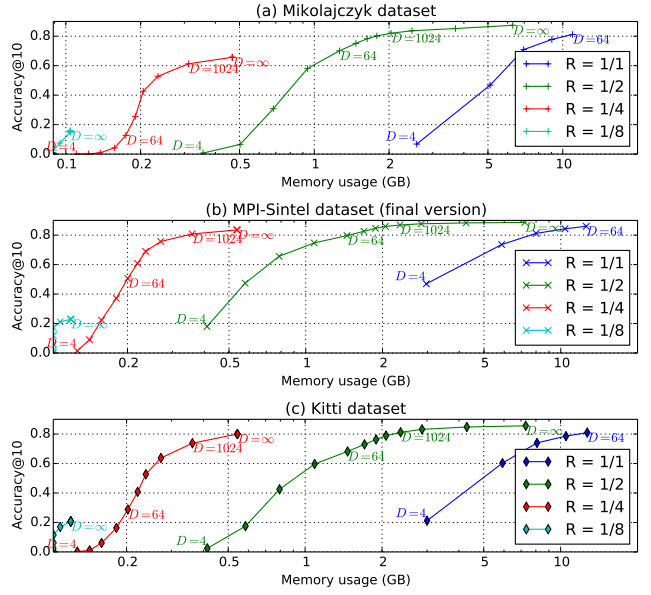 (a) Mikolajczyk dataset
Accuracy@10
0.8
0.6
0.4
0.2
0.0
D=4
D=64
D=1024
D=∞
D=∞
D=4
D=64
D=1024
D=∞
D=4
D=64
R = 1/1
R = 1/2
R = 1/4
R = 1/8
0.1 0.2 0.5 1 2 5 10
Memory usage (GB)
(b) MPI-Sintel dataset (final version)
Accuracy@10
0.8
0.6
0.4
0.2
0.0
D=4
D=64
D=1024
D=∞
D=∞
D=4
D=64
D=1024
D=∞
D=4
D=64
R = 1/1
R = 1/2
R = 1/4
R = 1/8
0.2 0.5 1 2 5 10
Memory usage (GB)
(c) Kitti dataset
Accuracy@10
0.8
0.6
0.4
0.2
0.0
D=4
D=64
D=1024
D=∞
D=∞
D=4
D=64
D=1024
D=∞
D=4
D=64
R = 1/1
R = 1/2
R = 1/4
R = 1/8
0.2 0.5 1 2 5 10
Memory usage (GB)